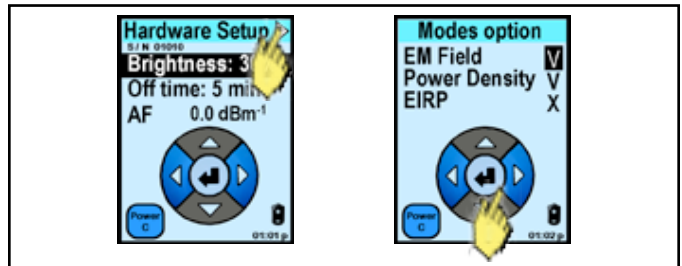 Hardware Setup
S/N 01010
Brightness: 30
Off time: 5 min
AF 0.0 dBm⁻¹
Power
C
01:01 p
Modes option
EM Field V
Power Density V
EIRP X
Power
C
01:02 p